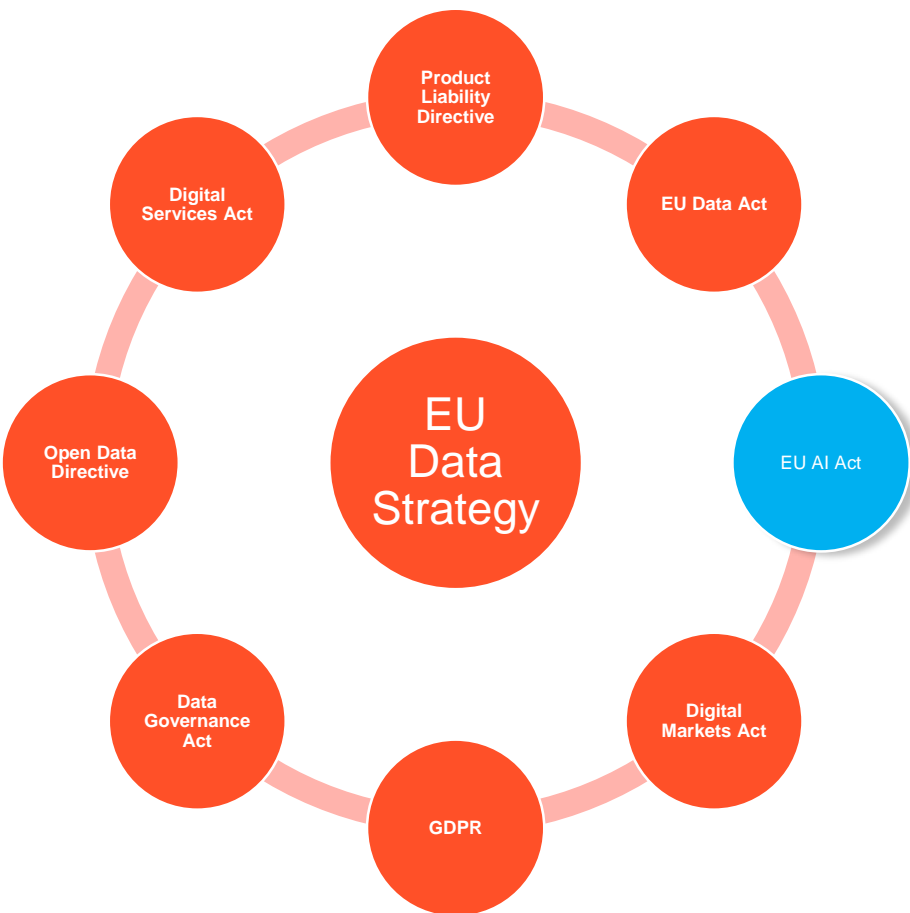 Product
Liability
Directive
Digital
Services Act
EU Data Act
EU
Data
Strategy
Open Data
Directive
EU AI Act
Data
Governance
Act
Digital
Markets Act
GDPR